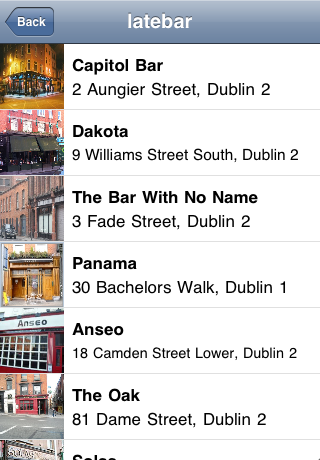 Back
latebar
Capitol Bar
2 Aungier Street, Dublin 2
Dakota
9 Williams Street South, Dublin 2
The Bar With No Name
3 Fade Street, Dublin 2
Panama
30 Bachelors Walk, Dublin 1
Anseo
Anseo
18 Camden Street Lower, Dublin 2
The Oak
81 Dame Street, Dublin 2